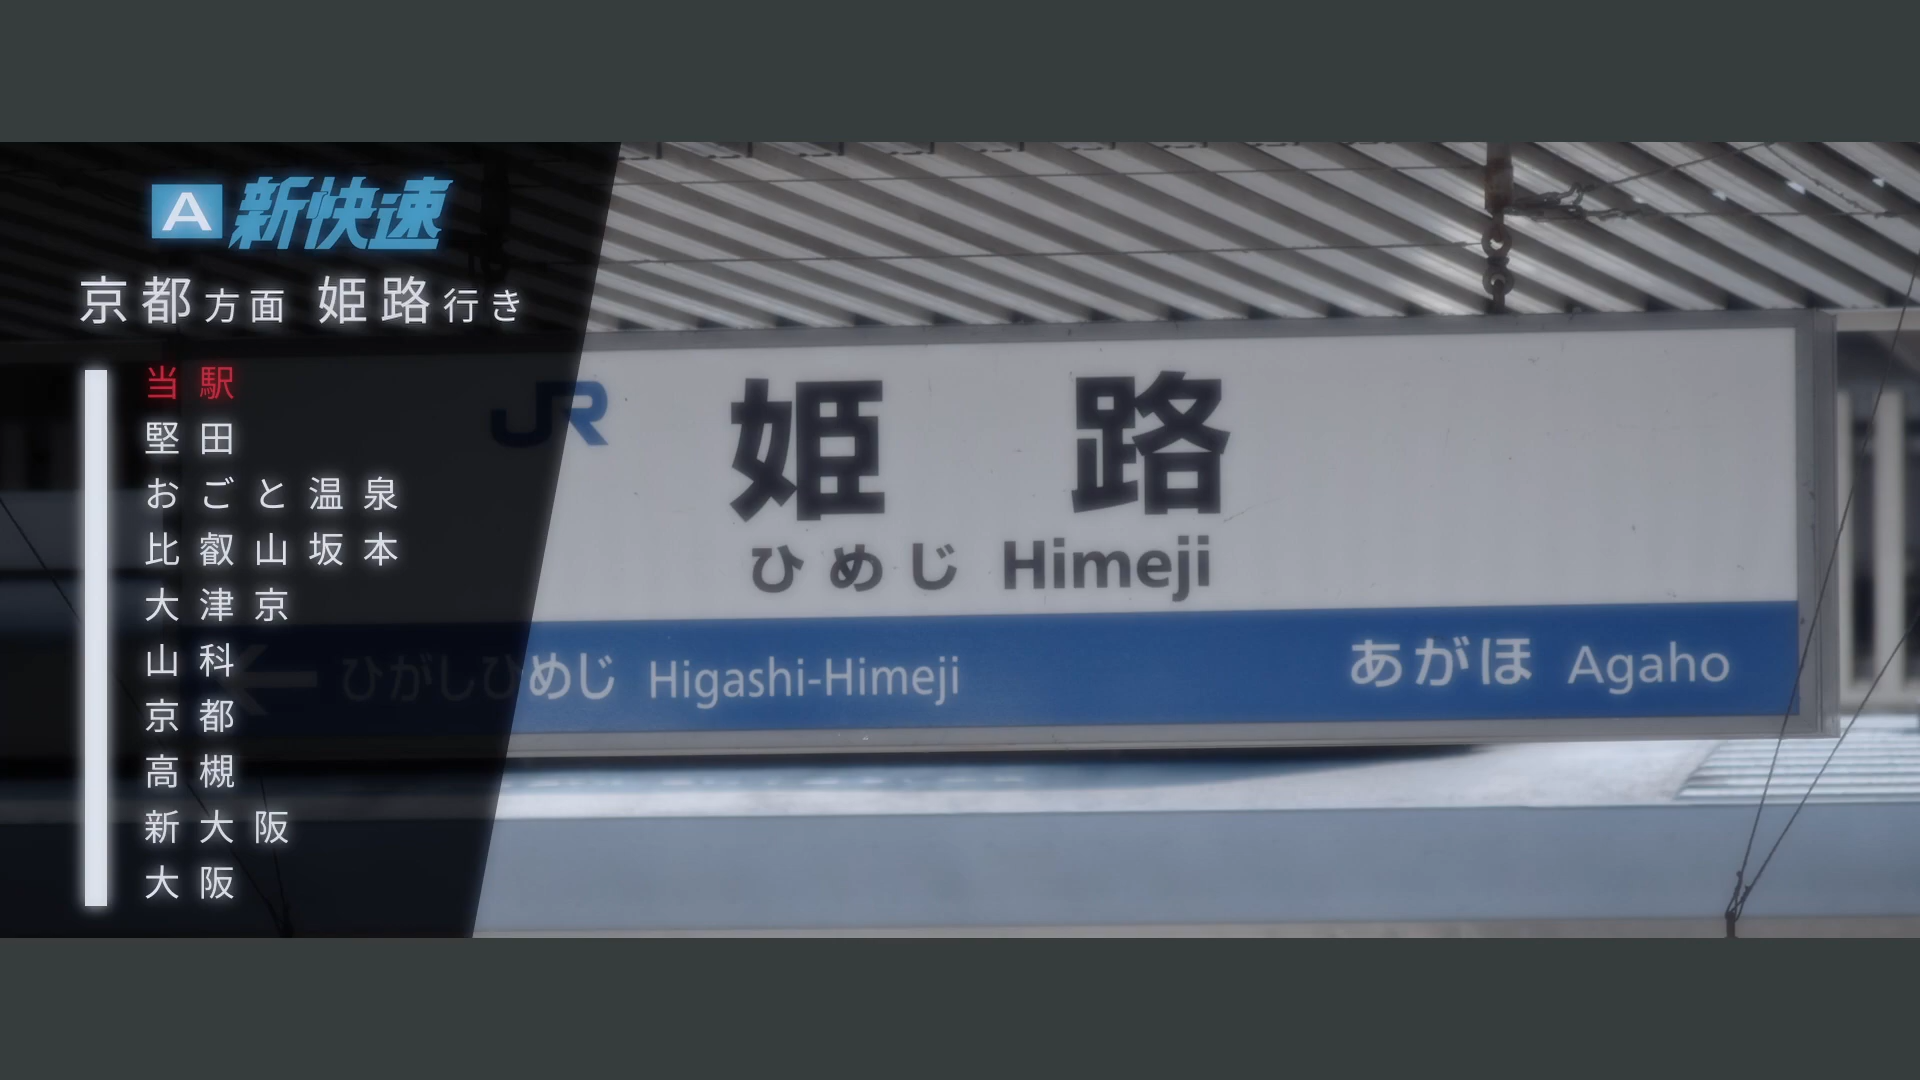 A 新快速
京都方面 姫路行き
当駅
堅田
おごと温泉
比叡山坂本
大津京
山科
京都
高槻
新大阪
大阪
JR 姫路
ひめじ Himeji
← ひがしひめじ Higashi-Himeji
あがほ Agaho